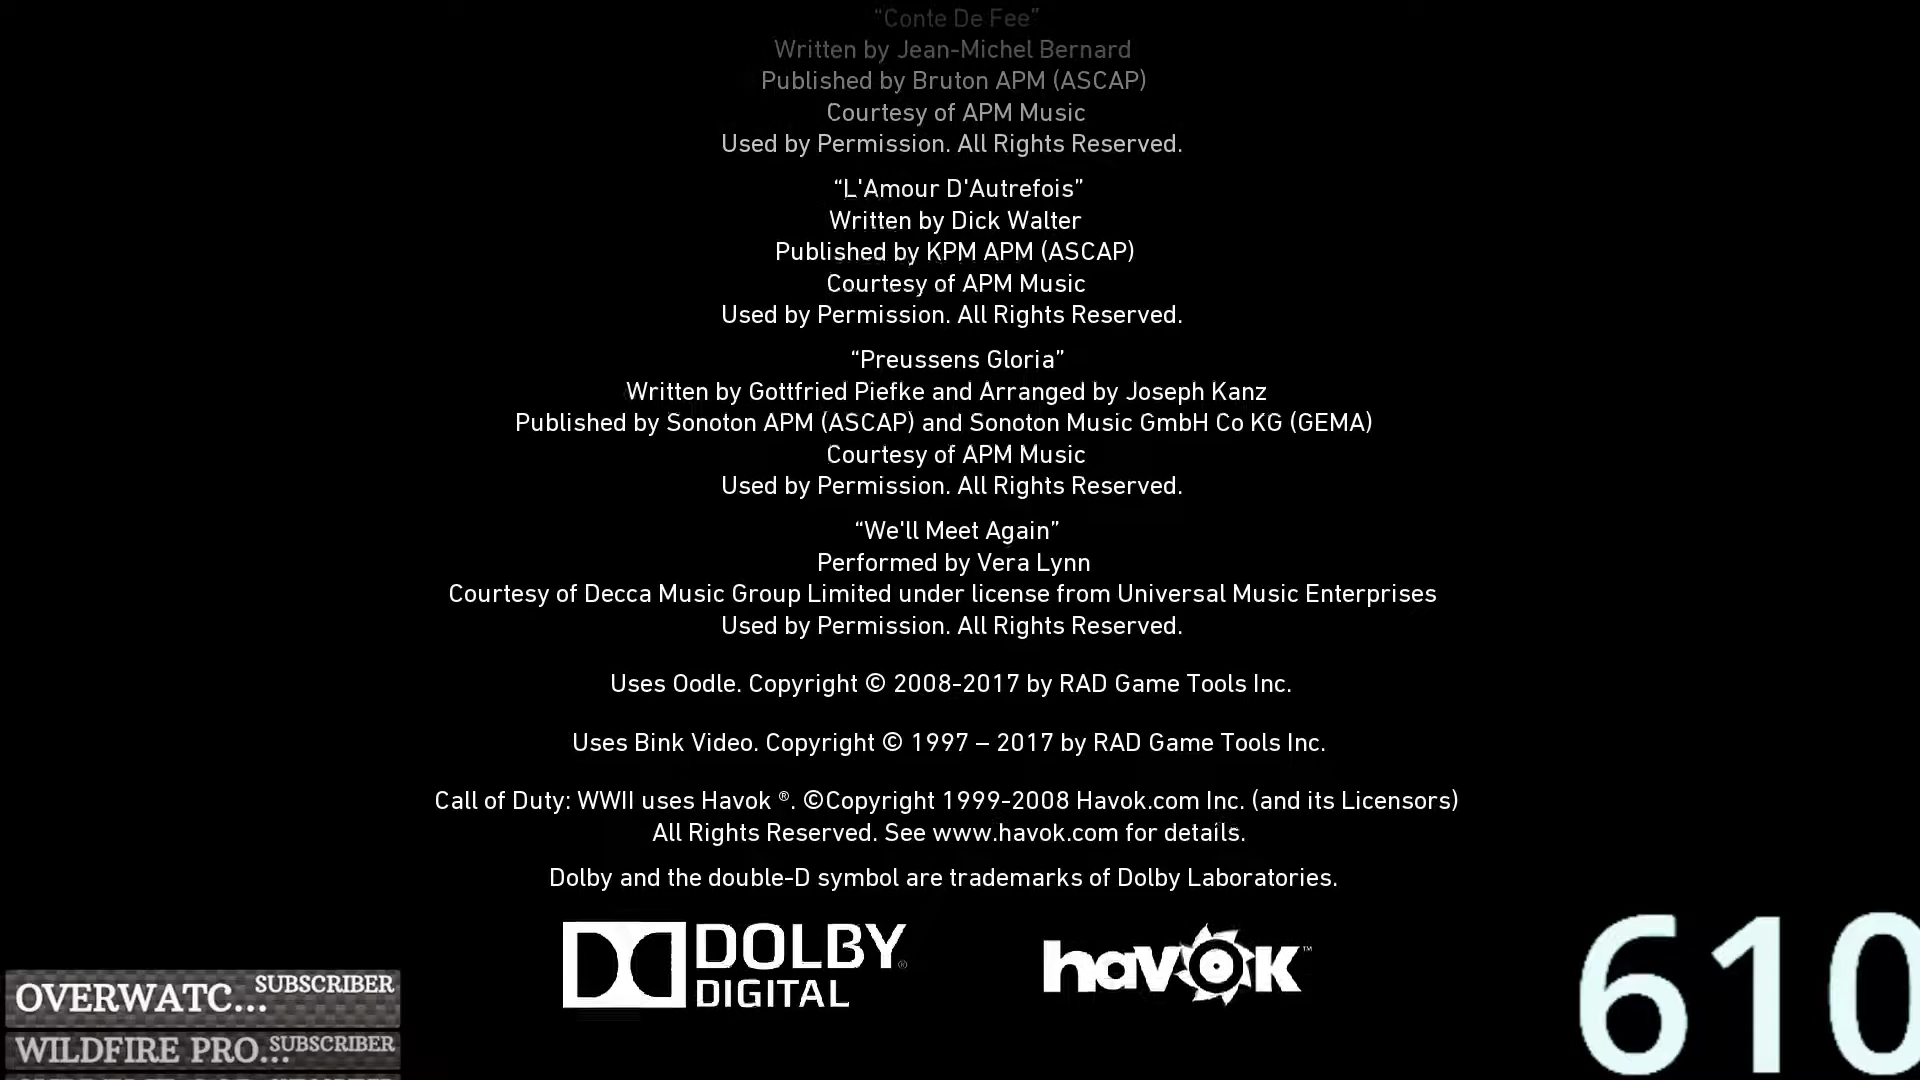 “Conte De Fee”
Written by Jean-Michel Bernard
Published by Bruton APM (ASCAP)
Courtesy of APM Music
Used by Permission. All Rights Reserved.
“L'Amour D'Autrefois”
Written by Dick Walter
Published by KPM APM (ASCAP)
Courtesy of APM Music
Used by Permission. All Rights Reserved.
“Preussens Gloria”
Written by Gottfried Piefke and Arranged by Joseph Kanz
Published by Sonoton APM (ASCAP) and Sonoton Music GmbH Co KG (GEMA)
Courtesy of APM Music
Used by Permission. All Rights Reserved.
“We'll Meet Again”
Performed by Vera Lynn
Courtesy of Decca Music Group Limited under license from Universal Music Enterprises
Used by Permission. All Rights Reserved.
Uses Oodle. Copyright © 2008-2017 by RAD Game Tools Inc.
Uses Bink Video. Copyright © 1997 – 2017 by RAD Game Tools Inc.
Call of Duty: WWII uses Havok ®. ©Copyright 1999-2008 Havok.com Inc. (and its Licensors)
All Rights Reserved. See www.havok.com for details.
Dolby and the double-D symbol are trademarks of Dolby Laboratories.
DOLBY®
DIGITAL
havok™
OVERWATC... SUBSCRIBER
WILDFIRE PRO... SUBSCRIBER
610